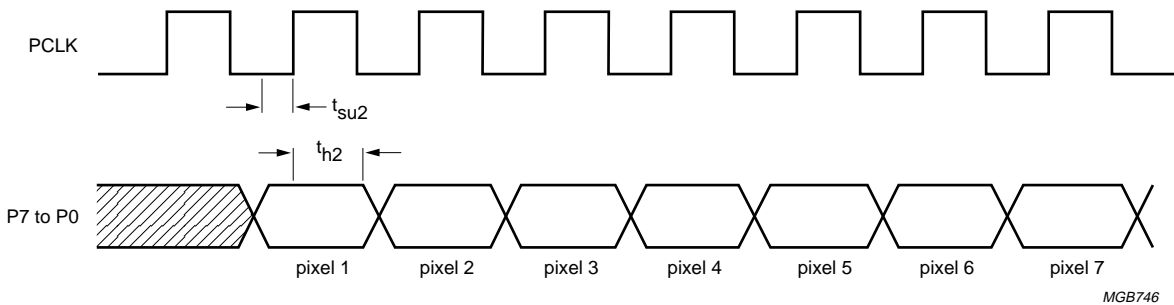 PCLK
tsu2
th2
P7 to P0
pixel 1 pixel 2 pixel 3 pixel 4 pixel 5 pixel 6 pixel 7
MGB746